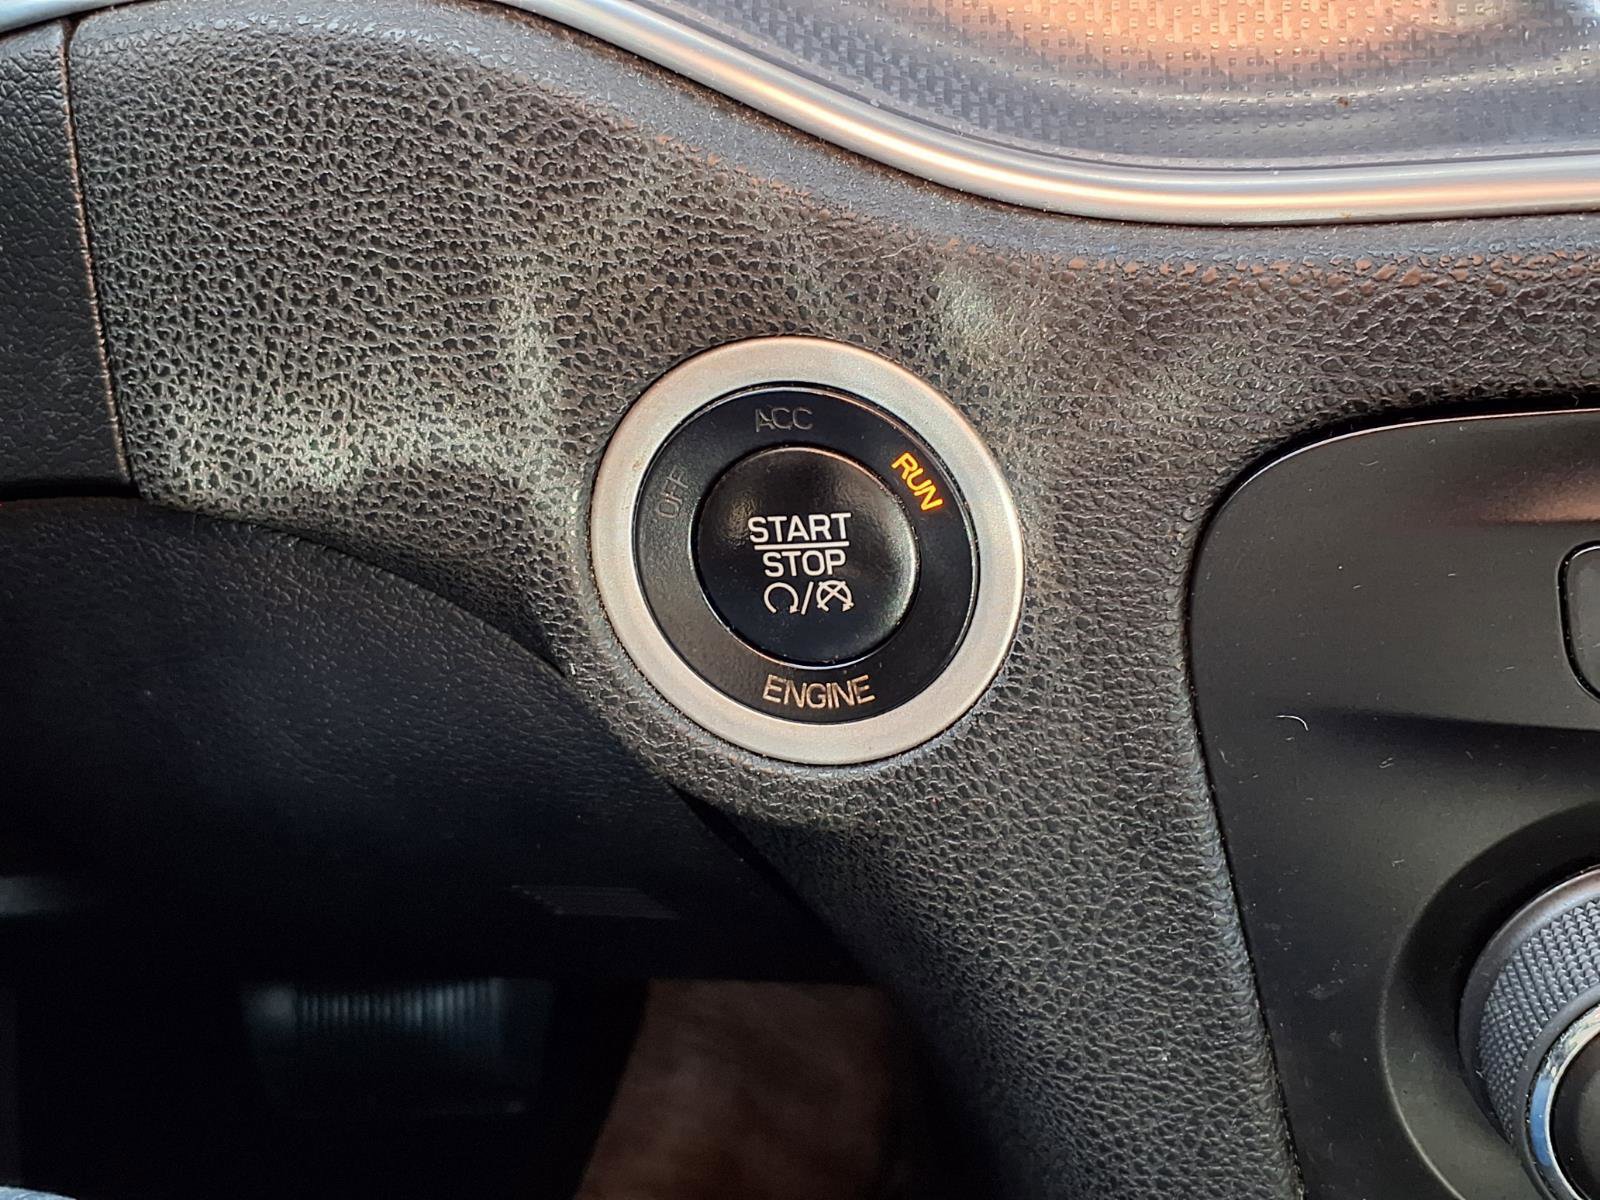 ACC
OFF
RUN
START
STOP
/
ENGINE